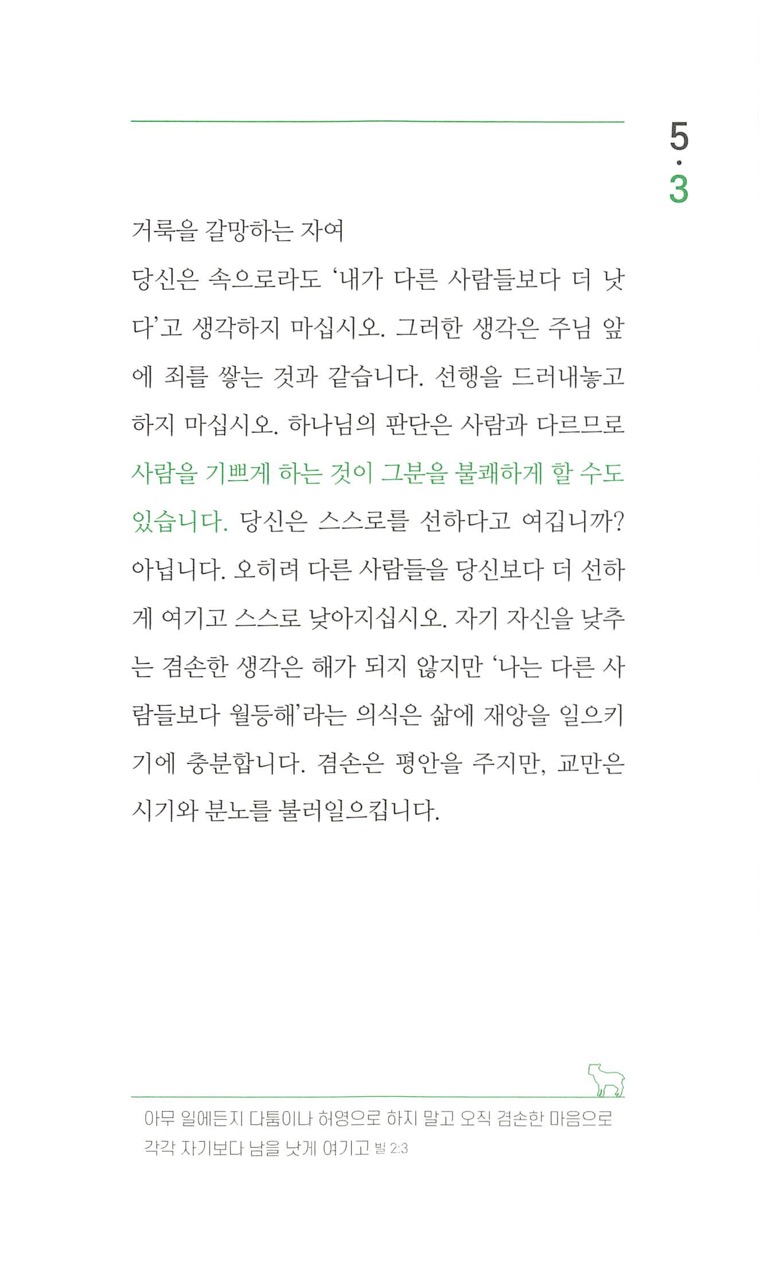 5
·
3
거룩을 갈망하는 자여
당신은 속으로라도 ‘내가 다른 사람들보다 더 낫
다’고 생각하지 마십시오. 그러한 생각은 주님 앞
에 죄를 쌓는 것과 같습니다. 선행을 드러내놓고
하지 마십시오. 하나님의 판단은 사람과 다르므로
사람을 기쁘게 하는 것이 그분을 불쾌하게 할 수도
있습니다. 당신은 스스로를 선하다고 여깁니까?
아닙니다. 오히려 다른 사람들을 당신보다 더 선하
게 여기고 스스로 낮아지십시오. 자기 자신을 낮추
는 겸손한 생각은 해가 되지 않지만 ‘나는 다른 사
람들보다 월등해’라는 의식은 삶에 재앙을 일으키
기에 충분합니다. 겸손은 평안을 주지만, 교만은
시기와 분노를 불러일으킵니다.
아무 일에든지 다툼이나 허영으로 하지 말고 오직 겸손한 마음으로
각각 자기보다 남을 낫게 여기고 빌 2:3